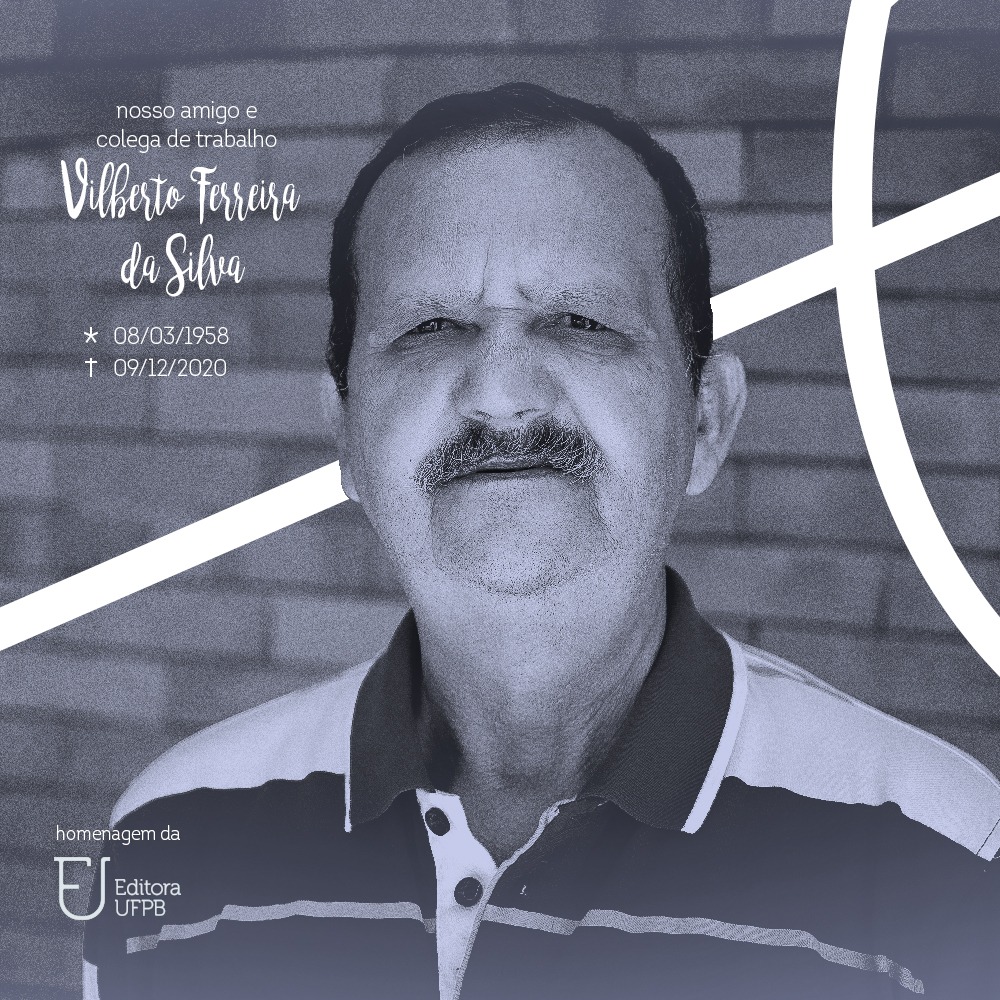 nosso amigo e
colega de trabalho
Vilberto Ferreira
da Silva
* 08/03/1958
† 09/12/2020
homenagem da
EU Editora
UFPB